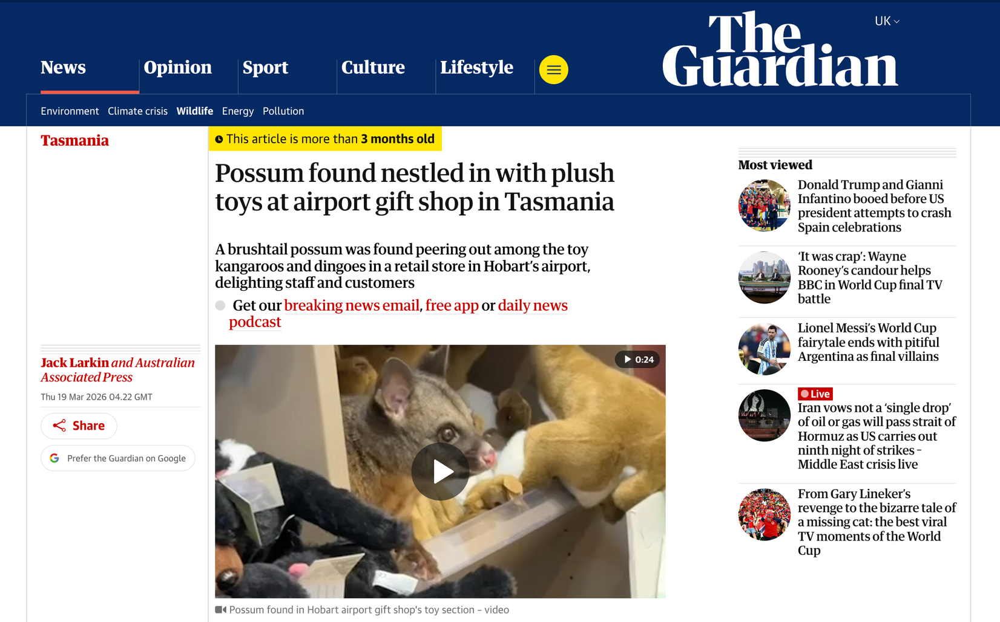 UK
The
Guardian
News
Opinion
Sport
Culture
Lifestyle
Environment
Climate crisis
Wildlife
Energy
Pollution
Tasmania
This article is more than 3 months old
Possum found nestled in with plush
toys at airport gift shop in Tasmania
A brushtail possum was found peering out among the toy
kangaroos and dingoes in a retail store in Hobart’s airport,
delighting staff and customers
Get our breaking news email, free app or daily news
podcast
Jack Larkin and Australian
Associated Press
Thu 19 Mar 2026 04.22 GMT
Share
Prefer the Guardian on Google
0:24
Possum found in Hobart airport gift shop's toy section – video
Most viewed
Donald Trump and Gianni
Infantino booed before US
president attempts to crash
Spain celebrations
‘It was crap’: Wayne
Rooney’s candour helps
BBC in World Cup final TV
battle
Lionel Messi’s World Cup
fairytale ends with pitiful
Argentina as final villains
Live
Iran vows not a ‘single drop’
of oil or gas will pass strait of
Hormuz as US carries out
ninth night of strikes –
Middle East crisis live
From Gary Lineker’s
revenge to the bizarre tale of
a missing cat: the best viral
TV moments of the World
Cup